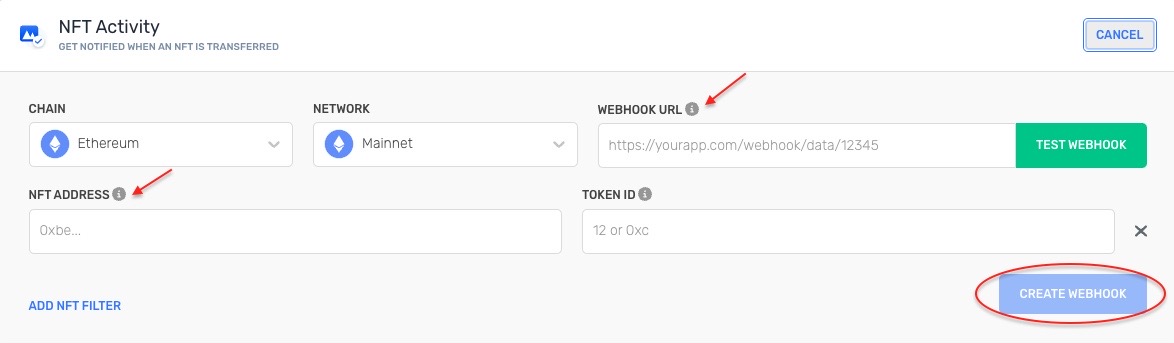 NFT Activity
GET NOTIFIED WHEN AN NFT IS TRANSFERRED
CANCEL
CHAIN
NETWORK
WEBHOOK URL
Ethereum
Mainnet
https://yourapp.com/webhook/data/12345
TEST WEBHOOK
NFT ADDRESS
TOKEN ID
0xbe...
12 or 0xc
CREATE WEBHOOK
ADD NFT FILTER